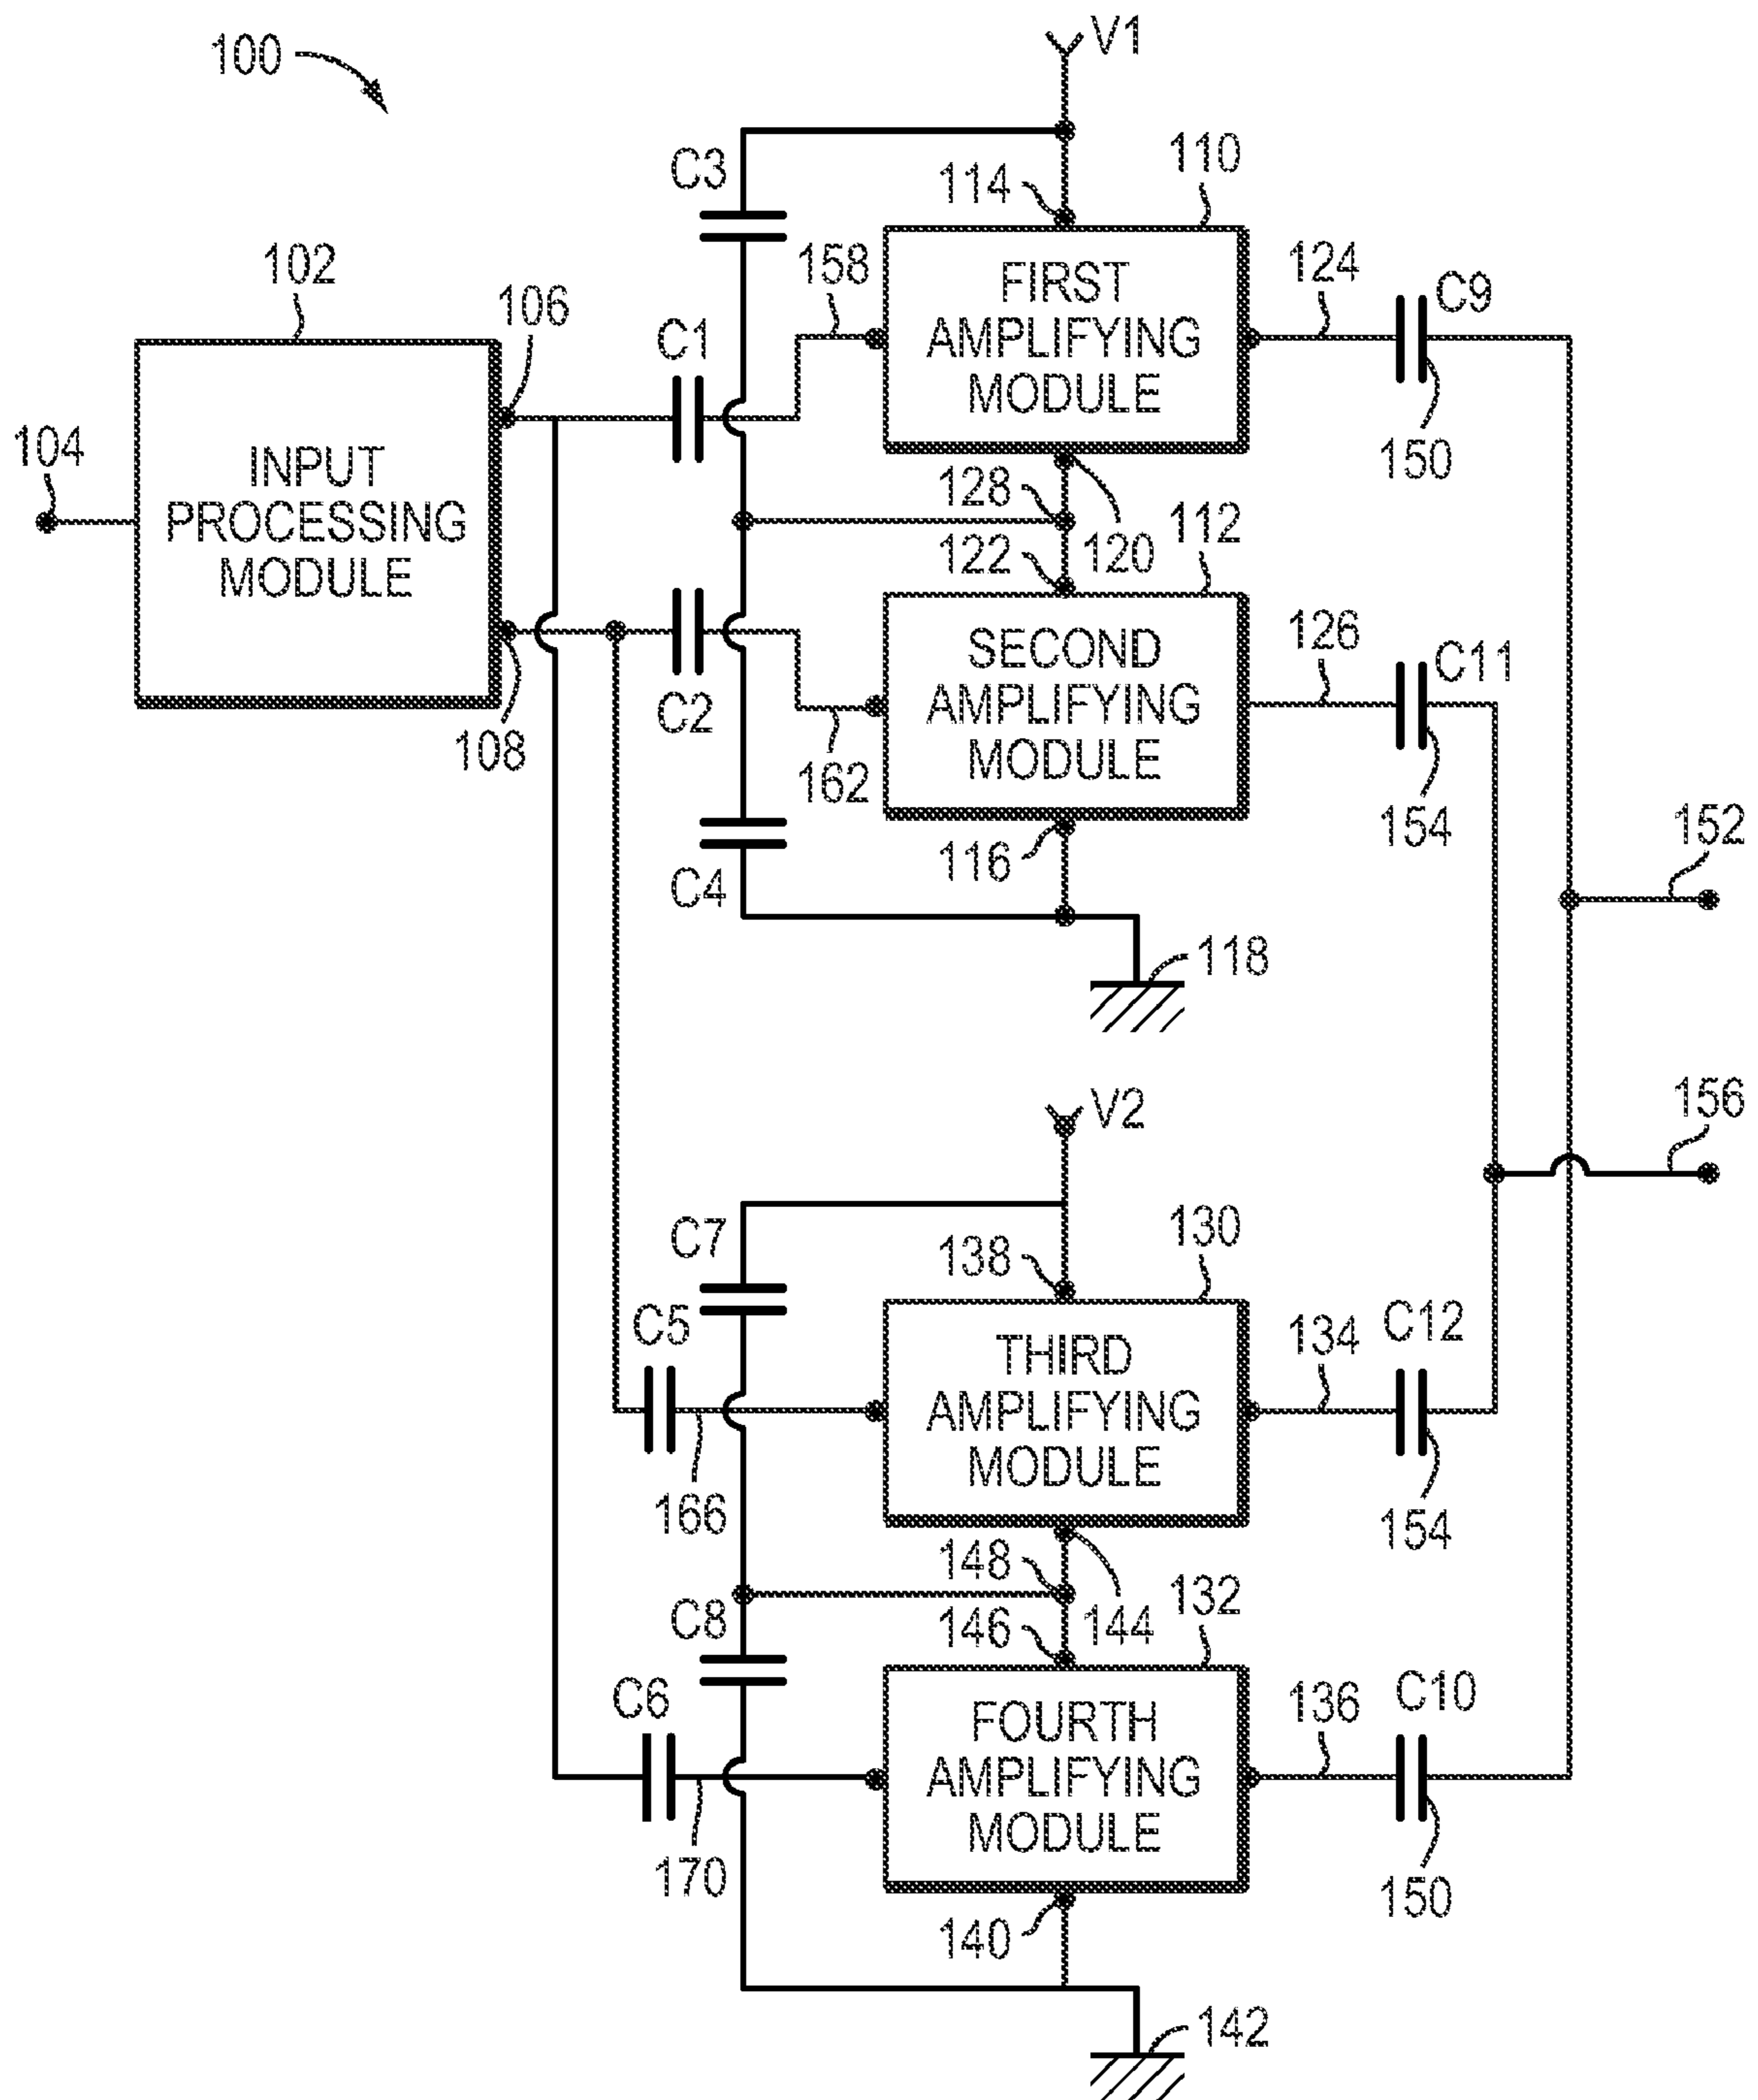 100
V1
C3
114
110
102
106
158
FIRST
AMPLIFYING
MODULE
124
C9
C1
104
INPUT
PROCESSING
MODULE
150
128
120
112
122
108
C2
162
SECOND
AMPLIFYING
MODULE
126
C11
154
116
C4
152
118
V2
156
C7
138
130
C5
THIRD
AMPLIFYING
MODULE
134
C12
166
154
148
144
132
C8
146
C6
FOURTH
AMPLIFYING
MODULE
136
C10
170
150
140
142